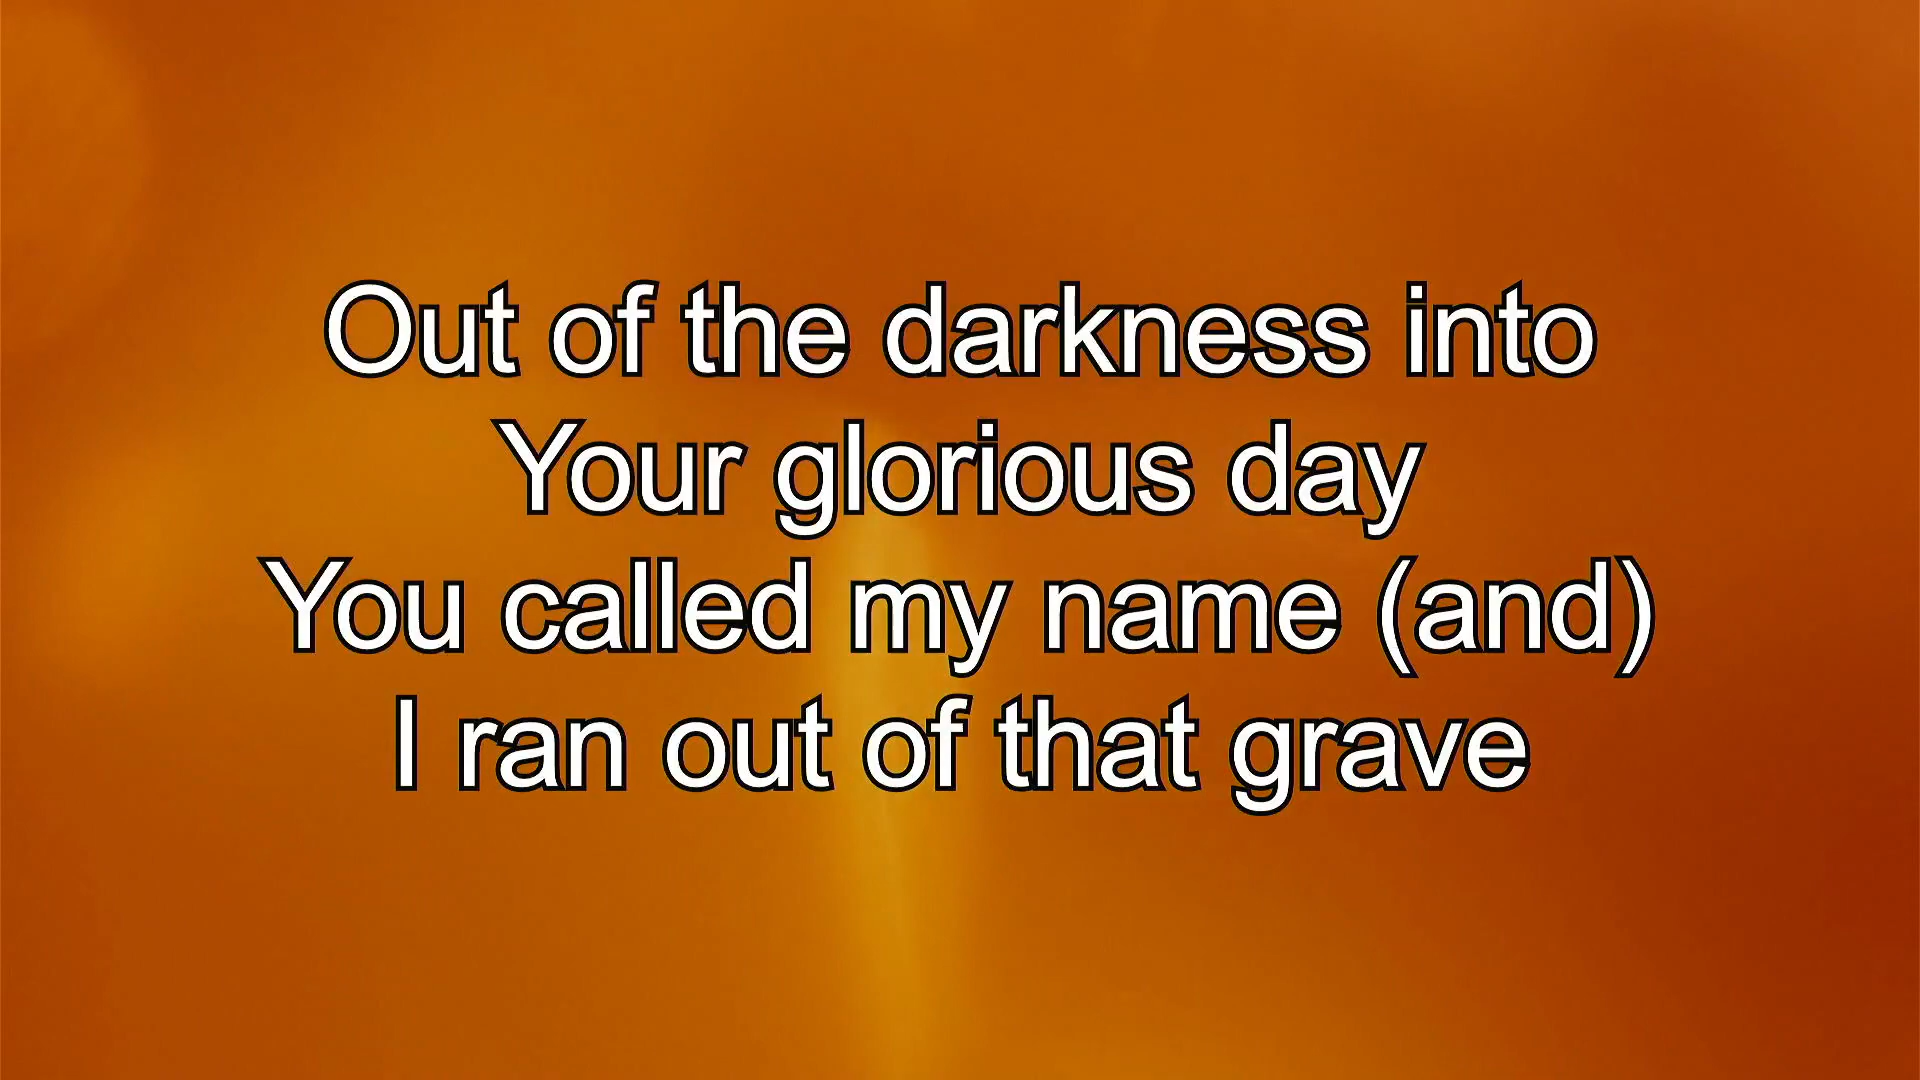 Out of the darkness into
Your glorious day
You called my name (and)
I ran out of that grave